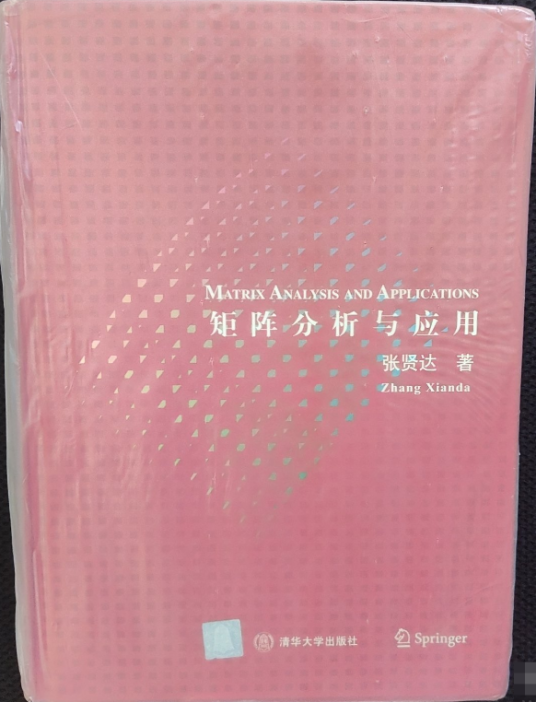 MATRIX ANALYSIS AND APPLICATIONS
矩阵分析与应用
张贤达 著
Zhang Xianda
清华大学出版社 Springer